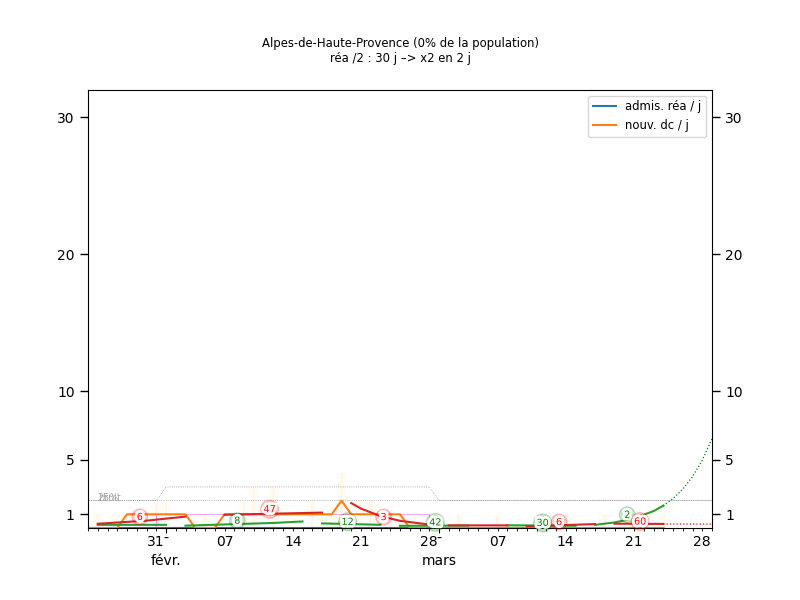 Alpes-de-Haute-Provence (0% de la population)
réa /2 : 30 j –> x2 en 2 j
admis. réa / j
nouv. dc / j
30 30
20 20
10 10
5 5
1 1
6 8 47 12 3 42 30 6 2 60
31 07 14 21 28 07 14 21 28
févr. mars